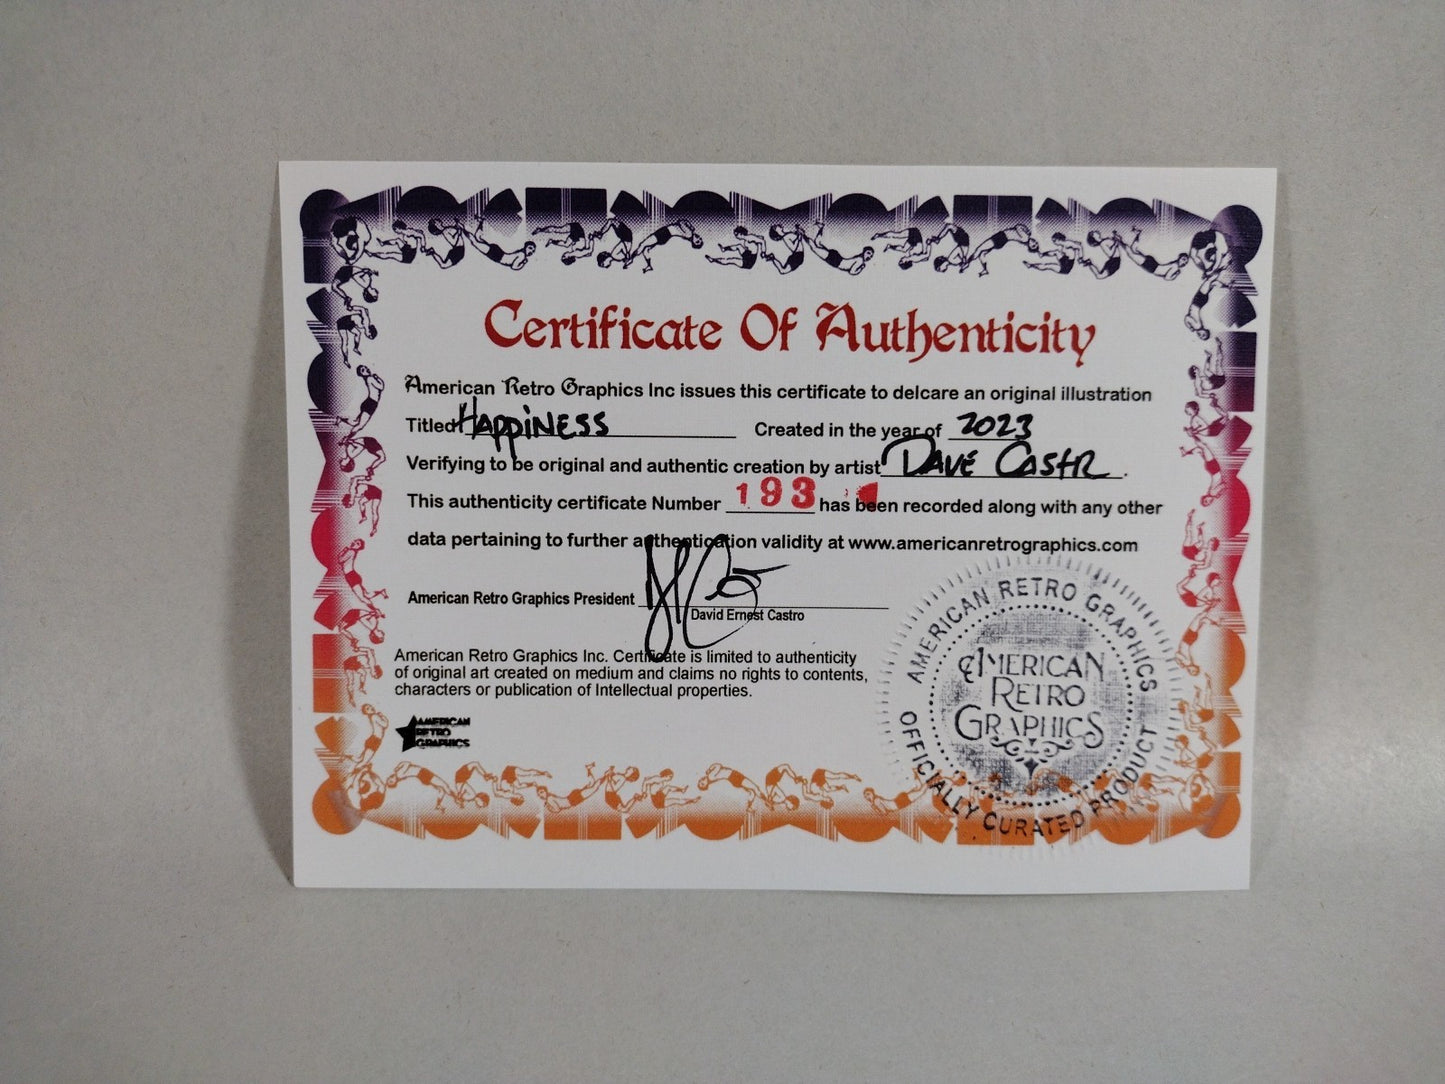 Certificate Of Authenticity
American Retro Graphics Inc issues this certificate to delcare an original illustration
Titled HAPPINESS Created in the year of 2023
Verifying to be original and authentic creation by artist DAVE CASTR.
This authenticity certificate Number 193 has been recorded along with any other
data pertaining to further authentication validity at www.americanretrographics.com
American Retro Graphics President
David Ernest Castro
American Retro Graphics Inc. Certificate is limited to authenticity
of original art created on medium and claims no rights to contents,
characters or publication of Intellectual properties.
AMERICAN
RETRO
GRAPHICS
AMERICAN RETRO GRAPHICS
AMERICAN
RETRO
GRAPHICS
OFFICIALLY CURATED PRODUCT